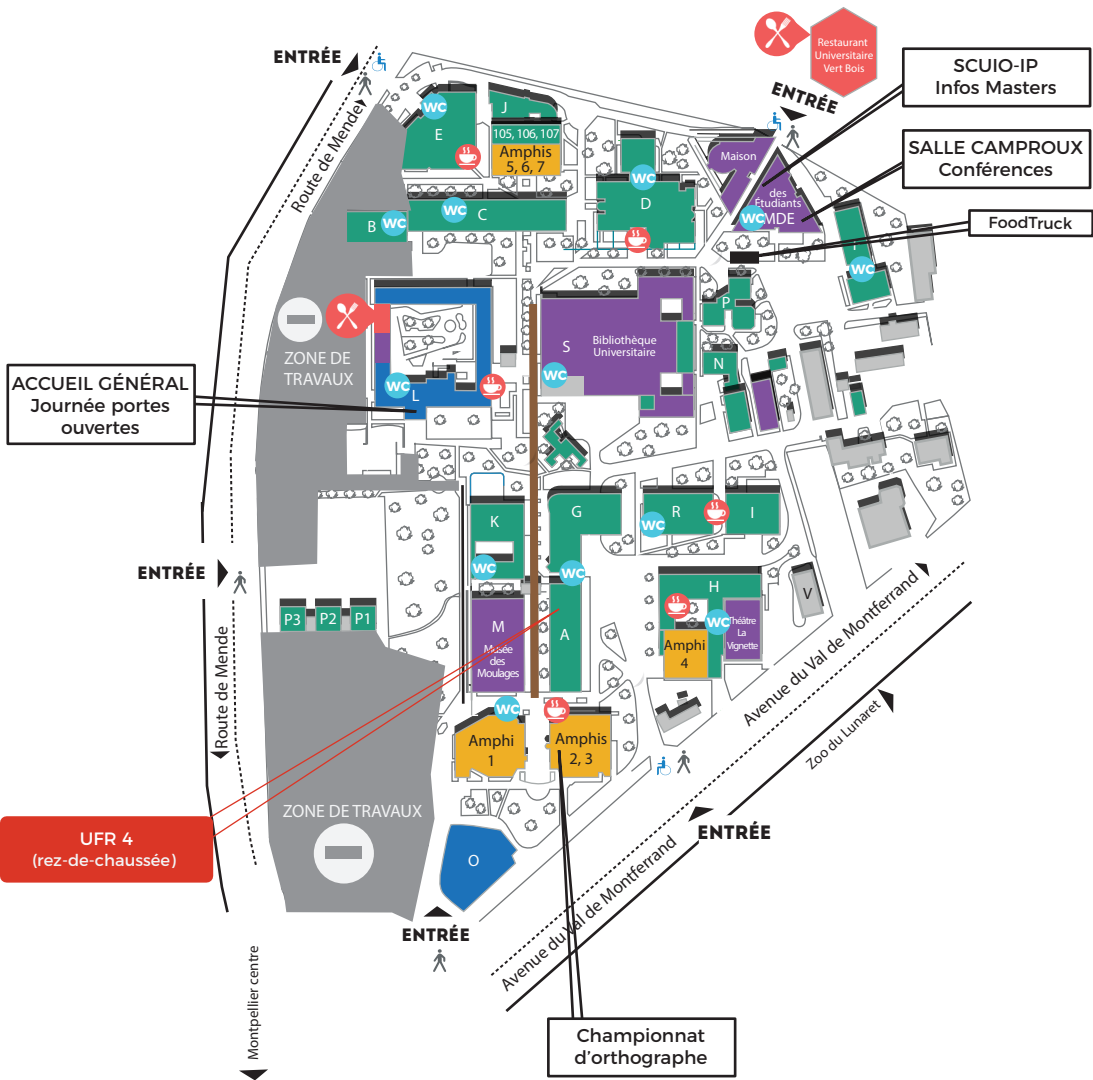 Restaurant
Universitaire
Vert Bois
ENTRÉE
SCUIO-IP
Infos Masters
ENTRÉE
Route de Mende
WC
E
J
105, 106, 107
Amphis
5, 6, 7
Maison
des
Étudiants
MDE
WC
SALLE CAMPROUX
Conférences
WC
D
B
WC
WC
C
FoodTruck
T
WC
P
ZONE DE
TRAVAUX
S
Bibliothèque
Universitaire
WC
N
ACCUEIL GÉNÉRAL
Journée portes
ouvertes
WC
L
K
WC
G
WC
R
WC
I
ENTRÉE
P3
P2
P1
M
Musée
des
Moulages
A
H
WC
Théâtre
La
Vignette
Amphi
4
V
Avenue du Val de Montferrand
Zoo du Lunaret
Route de Mende
WC
Amphi
1
Amphis
2, 3
ZONE DE TRAVAUX
UFR 4
(rez-de-chaussée)
ENTRÉE
O
Avenue du Val de Montferrand
ENTRÉE
Montpellier centre
Championnat
d'orthographe